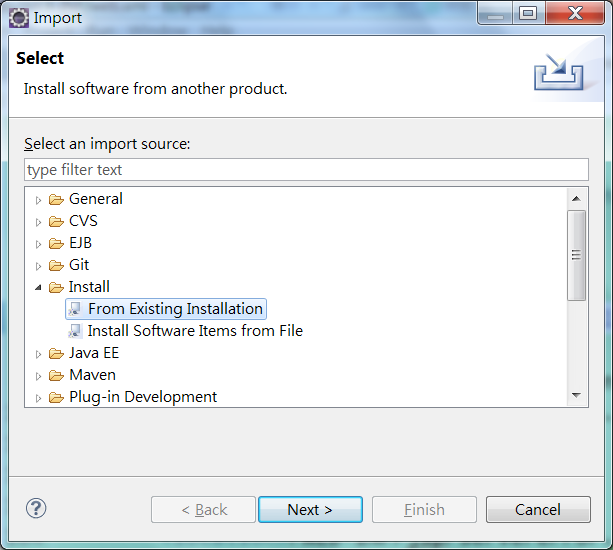 Import
Select
Install software from another product.
Select an import source:
type filter text
General
CVS
EJB
Git
Install
From Existing Installation
Install Software Items from File
Java EE
Maven
Plug-in Development
?
< Back
Next >
Finish
Cancel